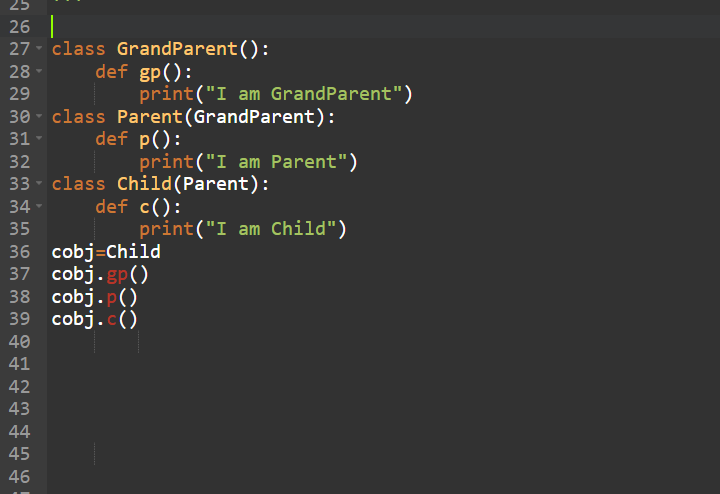 25 '''
26
27 class GrandParent():
28     def gp():
29         print("I am GrandParent")
30 class Parent(GrandParent):
31     def p():
32         print("I am Parent")
33 class Child(Parent):
34     def c():
35         print("I am Child")
36 cobj=Child
37 cobj.gp()
38 cobj.p()
39 cobj.c()
40
41
42
43
44
45
46